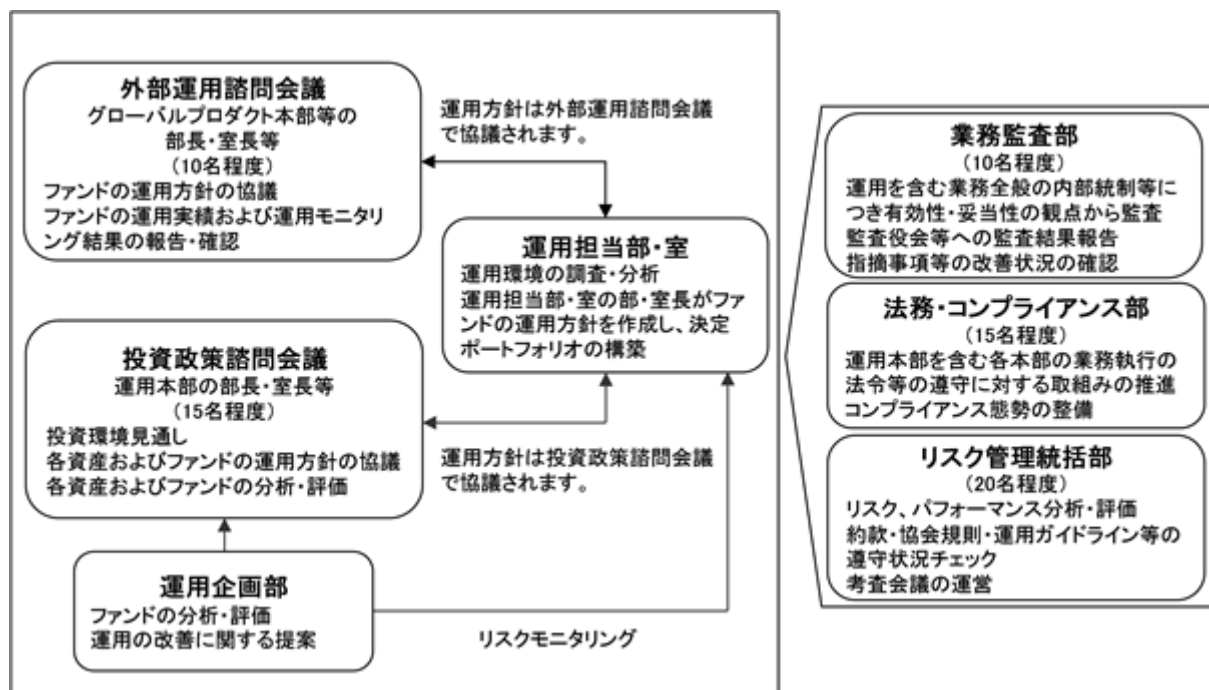 外部運用諮問会議
グローバルプロダクト本部等の
部長・室長等
(10名程度)
ファンドの運用方針の協議
ファンドの運用実績および運用モニタリ
ング結果の報告・確認
運用方針は外部運用諮問会議
で協議されます。
運用担当部・室
運用環境の調査・分析
運用担当部・室の部・室長がファ
ンドの運用方針を作成し、決定
ポートフォリオの構築
投資政策諮問会議
運用本部の部長・室長等
(15名程度)
投資環境見通し
各資産およびファンドの運用方針の協議
各資産およびファンドの分析・評価
運用方針は投資政策諮問会議
で協議されます。
運用企画部
ファンドの分析・評価
運用の改善に関する提案
リスクモニタリング
業務監査部
(10名程度)
運用を含む業務全般の内部統制等に
つき有効性・妥当性の観点から監査
監査役会等への監査結果報告
指摘事項等の改善状況の確認
法務・コンプライアンス部
(15名程度)
運用本部を含む各本部の業務執行の
法令等の遵守に対する取組みの推進
コンプライアンス態勢の整備
リスク管理統括部
(20名程度)
リスク、パフォーマンス分析・評価
約款・協会規則・運用ガイドライン等の
遵守状況チェック
考査会議の運営